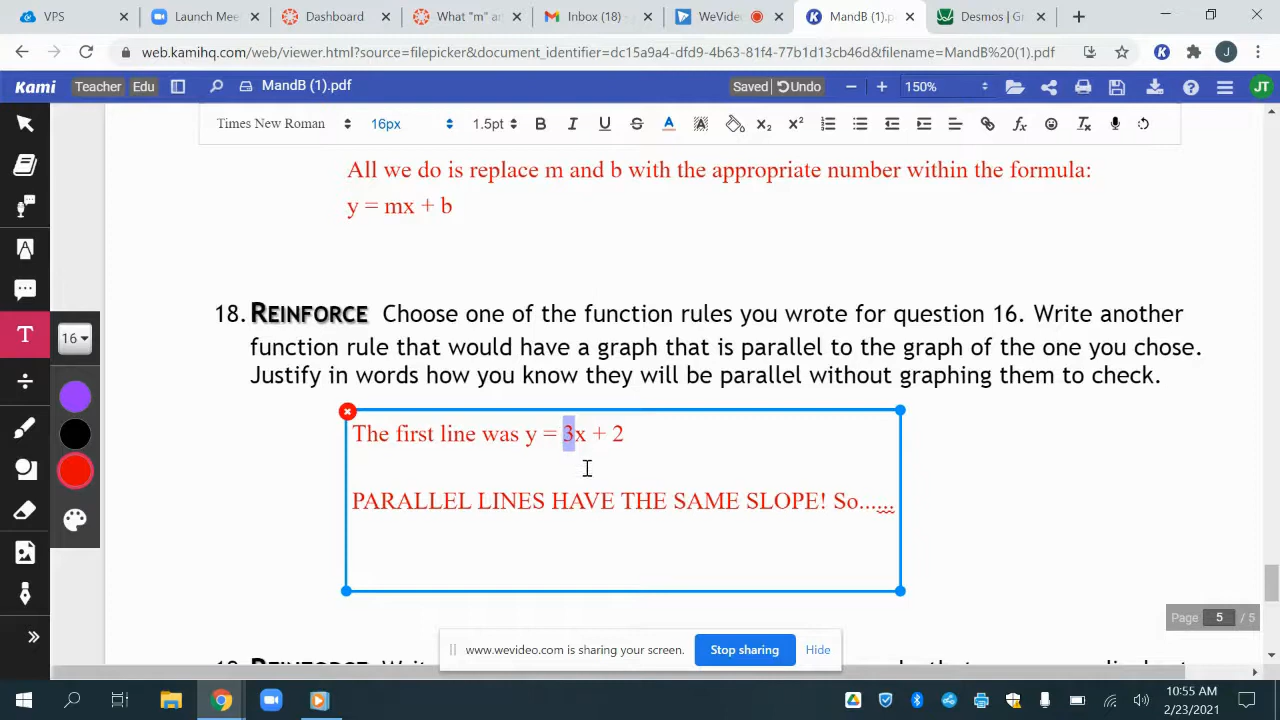 VPS
Launch Mee
Dashboard
What "m" ar
Inbox (11)
WeVideo
MandB (1).p
Desmos | Gr
web.kamihq.com/web/viewer.html?source=filepicker&document_identifier=dc15a9a4-dfd9-4b63-81f4-77b1d13cb46d&filename=MandB%20(1).pdf
J
Kami Teacher Edu MandB (1).pdf Saved Undo 150% JT
Times New Roman 16px 1.5pt
All we do is replace m and b with the appropriate number within the formula:
y = mx + b
18. REINFORCE Choose one of the function rules you wrote for question 16. Write another
function rule that would have a graph that is parallel to the graph of the one you chose.
Justify in words how you know they will be parallel without graphing them to check.
16
The first line was y = 3x + 2
PARALLEL LINES HAVE THE SAME SLOPE! So......
Page 5 / 5
www.wevideo.com is sharing your screen. Stop sharing Hide
10:55 AM
2/23/2021